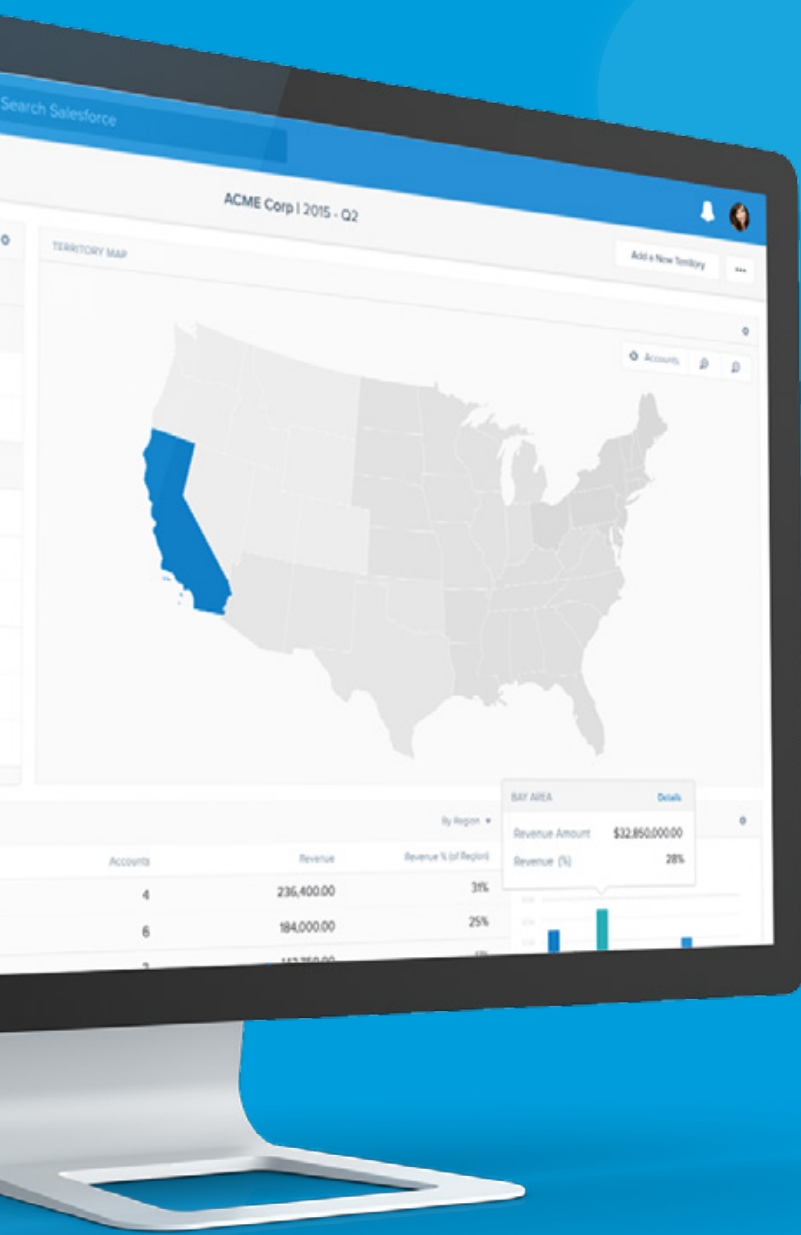 Search Salesforce
ACME Corp | 2015 - Q2
Add a New Territory
TERRITORY MAP
Accounts
BAY AREA Details
Revenue Amount $32,850,000.00
Revenue (%) 28%
By Region
Accounts Revenue Revenue % (of Region)
4 236,400.00 31%
6 184,000.00 25%